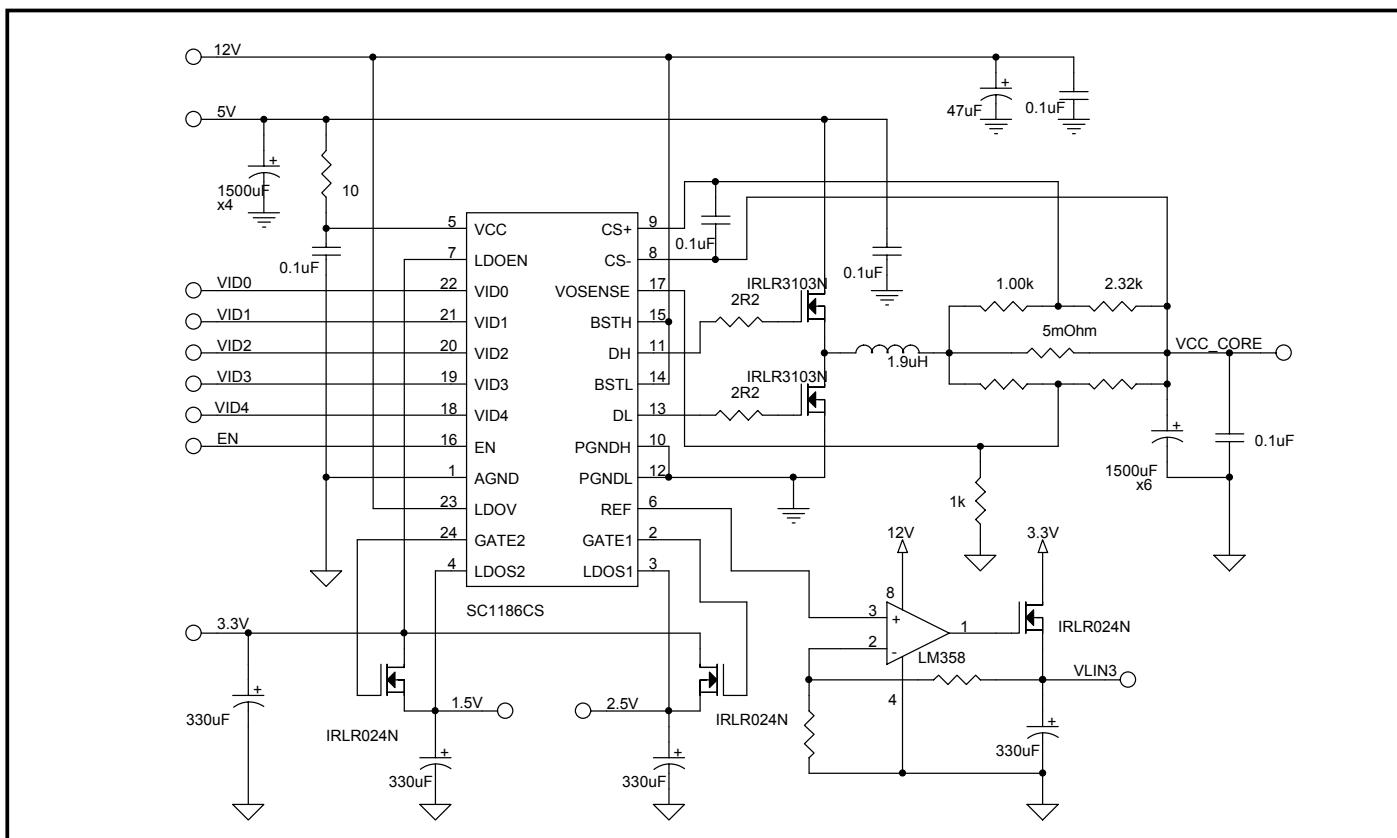 12V
47uF
+
0.1uF
5V
+
1500uF
x4
10
0.1uF
5 VCC
7 LDOEN
VID0 22 VID0
VID1 21 VID1
VID2 20 VID2
VID3 19 VID3
VID4 18 VID4
EN 16 EN
1 AGND
23 LDOV
24 GATE2
4 LDOS2
CS+ 9
CS- 8
VOSENSE 17
BSTH 15
DH 11
BSTL 14
DL 13
PGNDH 10
PGNDL 12
REF 6
GATE1 2
LDOS1 3
SC1186CS
0.1uF
0.1uF
IRLR3103N
2R2
IRLR3103N
2R2
1.9uH
1.00k
2.32k
5mOhm
VCC_CORE
+
1500uF
x6
0.1uF
1k
12V
3.3V
8
3
+
2
-
1
LM358
4
IRLR024N
VLIN3
+
330uF
3.3V
+
330uF
IRLR024N
1.5V
+
330uF
2.5V
IRLR024N
+
330uF